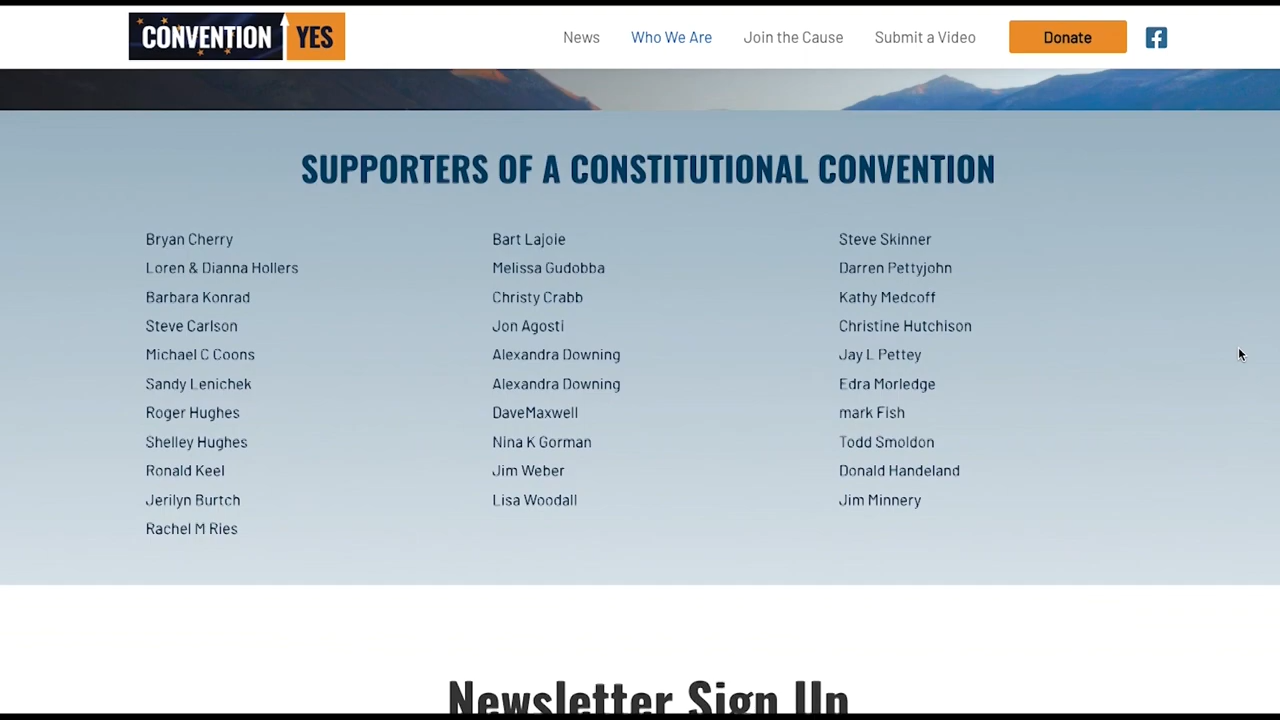 CONVENTION YES
News Who We Are Join the Cause Submit a Video Donate
SUPPORTERS OF A CONSTITUTIONAL CONVENTION
Bryan Cherry
Loren & Dianna Hollers
Barbara Konrad
Steve Carlson
Michael C Coons
Sandy Lenichek
Roger Hughes
Shelley Hughes
Ronald Keel
Jerilyn Burtch
Rachel M Ries
Bart Lajoie
Melissa Gudobba
Christy Crabb
Jon Agosti
Alexandra Downing
Alexandra Downing
DaveMaxwell
Nina K Gorman
Jim Weber
Lisa Woodall
Steve Skinner
Darren Pettyjohn
Kathy Medcoff
Christine Hutchison
Jay L Pettey
Edra Morledge
mark Fish
Todd Smoldon
Donald Handeland
Jim Minnery
Newsletter Sign Up